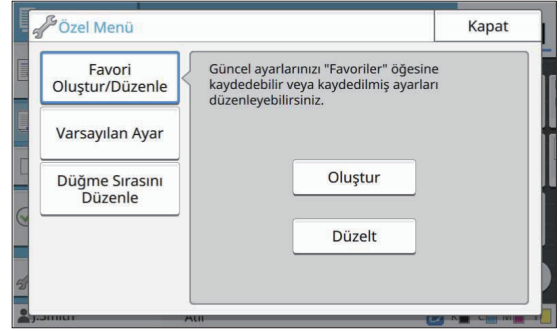 Özel Menü
Kapat
Favori
Oluştur/Düzenle
Varsayılan Ayar
Düğme Sırasını
Düzenle
Güncel ayarlarınızı "Favoriler" öğesine
kaydedebilir veya kaydedilmiş ayarları
düzenleyebilirsiniz.
Oluştur
Düzelt